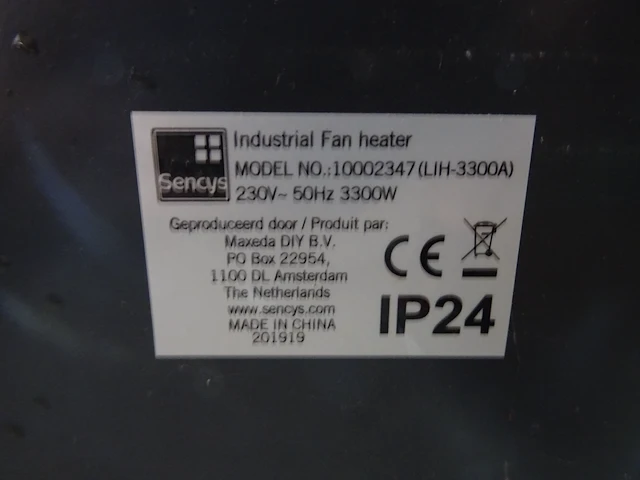 Sencys
Industrial Fan heater
MODEL NO.:10002347(LIH-3300A)
230V~ 50Hz 3300W
Geproduceerd door / Produit par:
Maxeda DIY B.V.
PO Box 22954,
1100 DL Amsterdam
The Netherlands
www.sencys.com
MADE IN CHINA
201919
CE
IP24